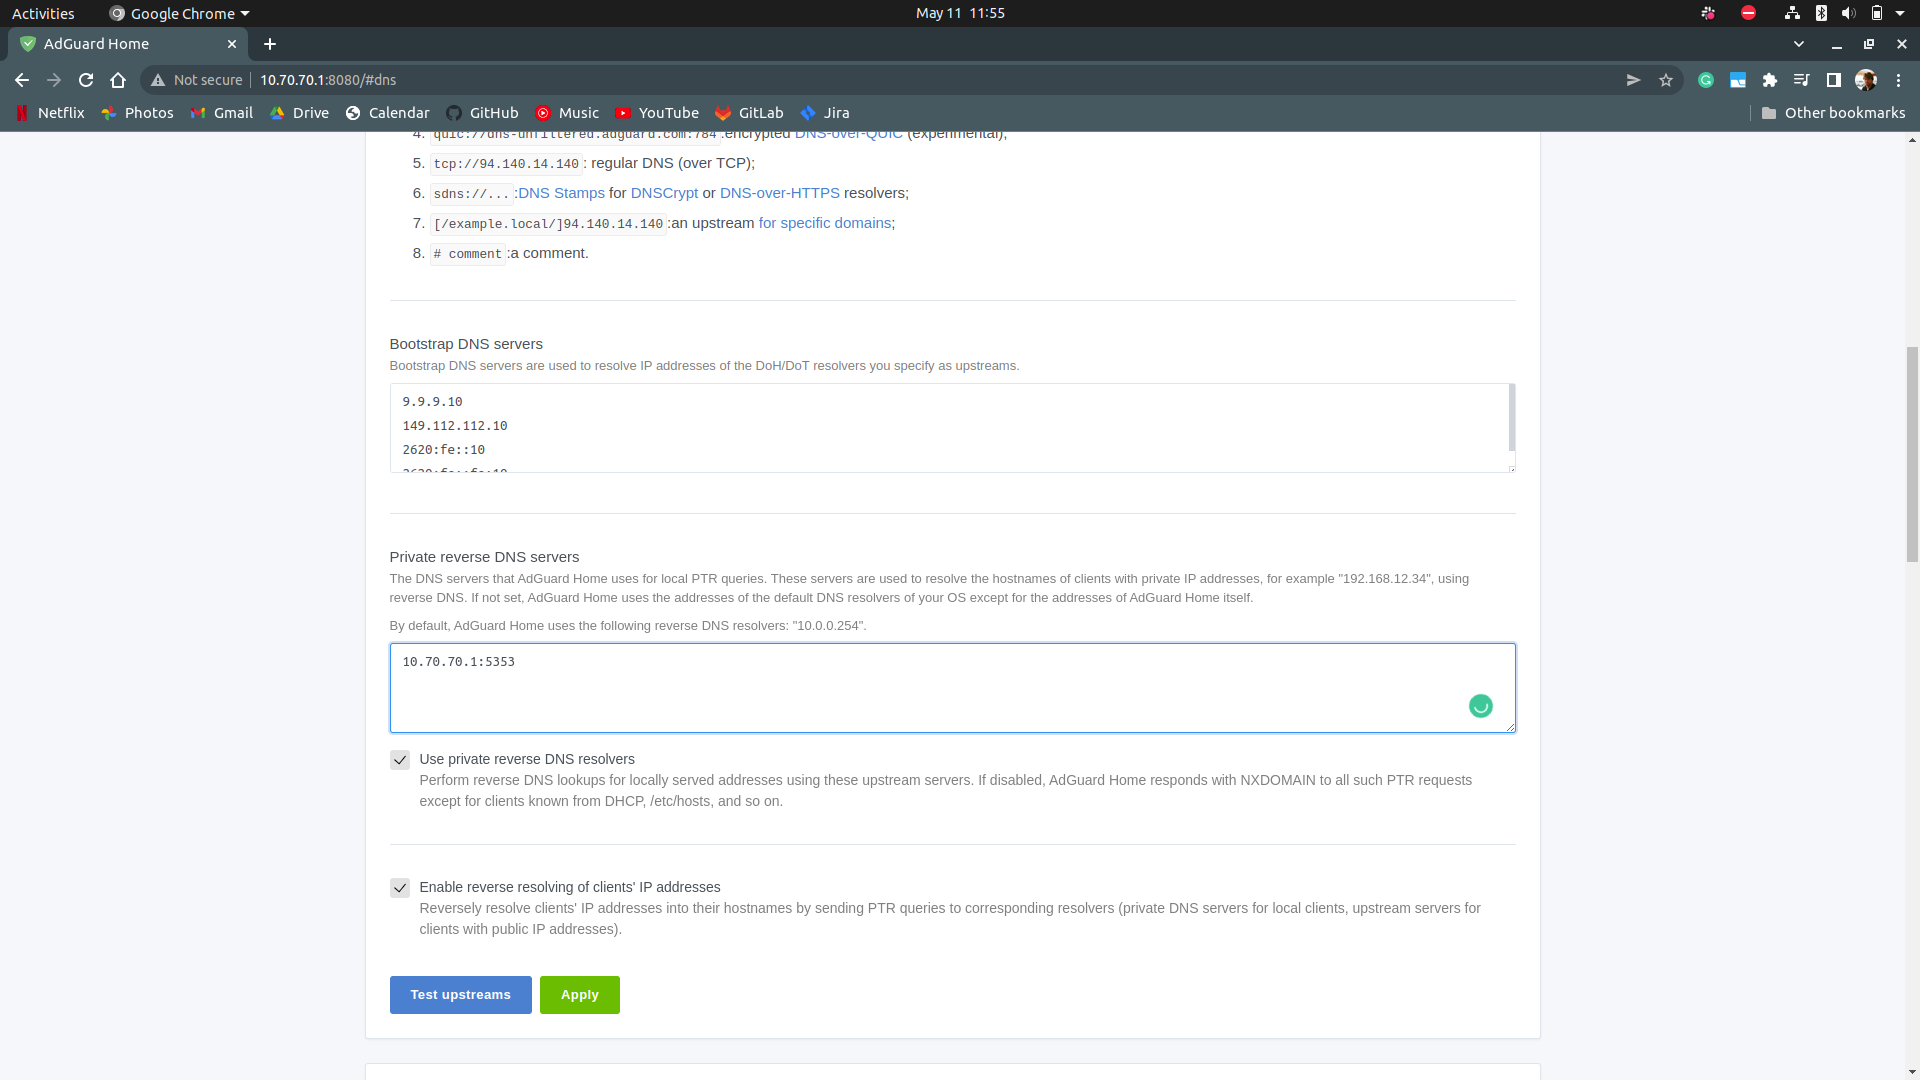 Activities
Google Chrome
May 11 11:55
AdGuard Home
Not secure
10.70.70.1:8080/#dns
Netflix
Photos
Gmail
Drive
Calendar
GitHub
Music
YouTube
GitLab
Jira
Other bookmarks
4. quic://dns-unfiltered.adguard.com:784 :encrypted DNS-over-QUIC (experimental);
5. tcp://94.140.14.140 : regular DNS (over TCP);
6. sdns://... :DNS Stamps for DNSCrypt or DNS-over-HTTPS resolvers;
7. [/example.local/]94.140.14.140 :an upstream for specific domains;
8. # comment :a comment.
Bootstrap DNS servers
Bootstrap DNS servers are used to resolve IP addresses of the DoH/DoT resolvers you specify as upstreams.
9.9.9.10
149.112.112.10
2620:fe::10
2620:fe::fe:10
Private reverse DNS servers
The DNS servers that AdGuard Home uses for local PTR queries. These servers are used to resolve the hostnames of clients with private IP addresses, for example "192.168.12.34", using
reverse DNS. If not set, AdGuard Home uses the addresses of the default DNS resolvers of your OS except for the addresses of AdGuard Home itself.
By default, AdGuard Home uses the following reverse DNS resolvers: "10.0.0.254".
10.70.70.1:5353
Use private reverse DNS resolvers
Perform reverse DNS lookups for locally served addresses using these upstream servers. If disabled, AdGuard Home responds with NXDOMAIN to all such PTR requests
except for clients known from DHCP, /etc/hosts, and so on.
Enable reverse resolving of clients' IP addresses
Reversely resolve clients' IP addresses into their hostnames by sending PTR queries to corresponding resolvers (private DNS servers for local clients, upstream servers for
clients with public IP addresses).
Test upstreams
Apply